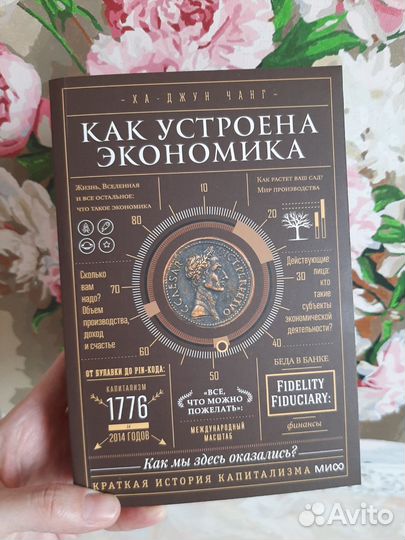 ХА-ДЖУН ЧАНГ
КАК УСТРОЕНА
ЭКОНОМИКА
Жизнь, Вселенная
и все остальное:
что такое экономика
Как растет ваш сад?
Мир производства
10
20
30
40
50
60
70
80
Сколько
вам
надо?
Объем
производства,
доход
и счастье
Действующие
лица:
кто
такие
субъекты
экономической
деятельности?
CAESAR
ОТ БУЛАВКИ ДО PIN-КОДА:
КАПИТАЛИЗМ
1776
И
2014 ГОДОВ
«ВСЕ,
ЧТО МОЖНО
ПОЖЕЛАТЬ»:
МЕЖДУНАРОДНЫЙ
МАСШТАБ
БЕДА В БАНКЕ
FIDELITY
FIDUCIARY:
финансы
Как мы здесь оказались?
КРАТКАЯ ИСТОРИЯ КАПИТАЛИЗМА
МИФ
Avito